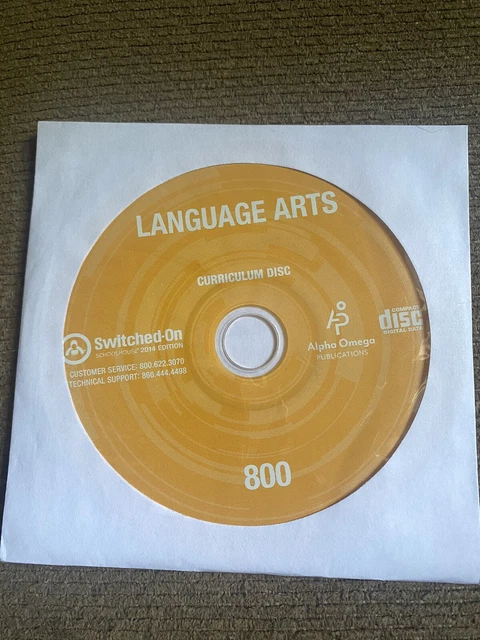 LANGUAGE ARTS
CURRICULUM DISC
Switched-On
SCHOOLHOUSE 2014 EDITION
CUSTOMER SERVICE: 800.622.3070
TECHNICAL SUPPORT: 866.444.4498
Alpha Omega
PUBLICATIONS
COMPACT
disc
DIGITAL DATA
800